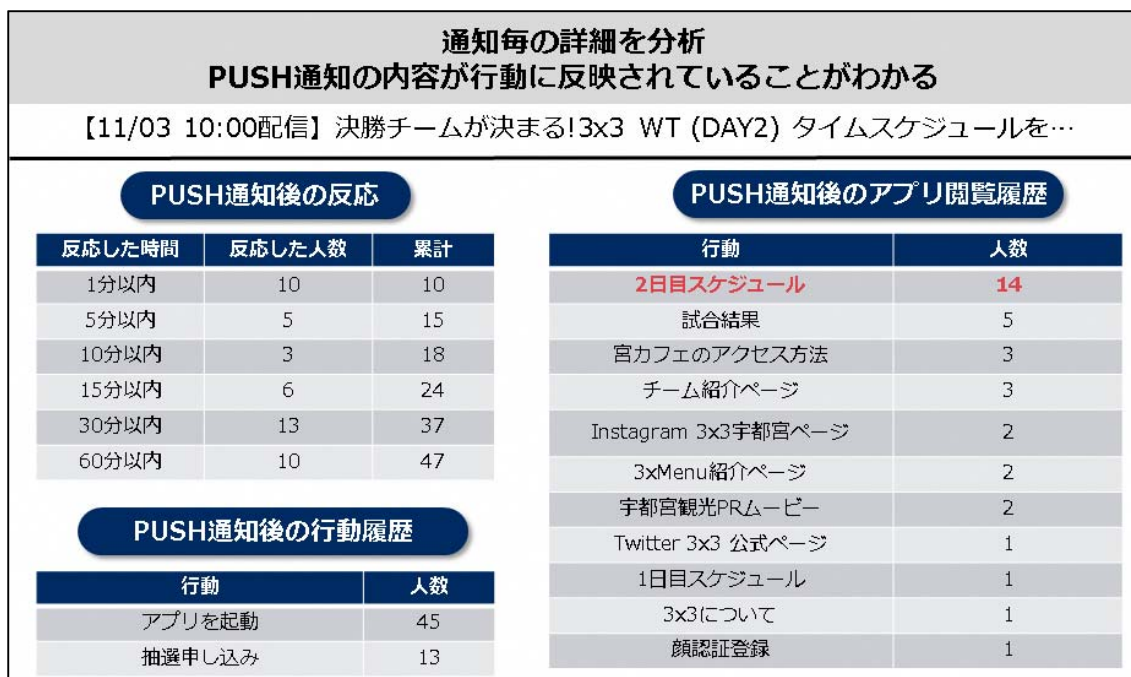 通知毎の詳細を分析
PUSH通知の内容が行動に反映されていることがわかる
【11/03 10:00配信】決勝チームが決まる!3x3 WT (DAY2) タイムスケジュールを…
PUSH通知後の反応
反応した時間 反応した人数 累計
1分以内 10 10
5分以内 5 15
10分以内 3 18
15分以内 6 24
30分以内 13 37
60分以内 10 47
PUSH通知後の行動履歴
行動 人数
アプリを起動 45
抽選申し込み 13
PUSH通知後のアプリ閲覧履歴
行動 人数
2日目スケジュール 14
試合結果 5
宮カフェのアクセス方法 3
チーム紹介ページ 3
Instagram 3x3宇都宮ページ 2
3xMenu紹介ページ 2
宇都宮観光PRムービー 2
Twitter 3x3 公式ページ 1
1日目スケジュール 1
3x3について 1
顔認証登録 1